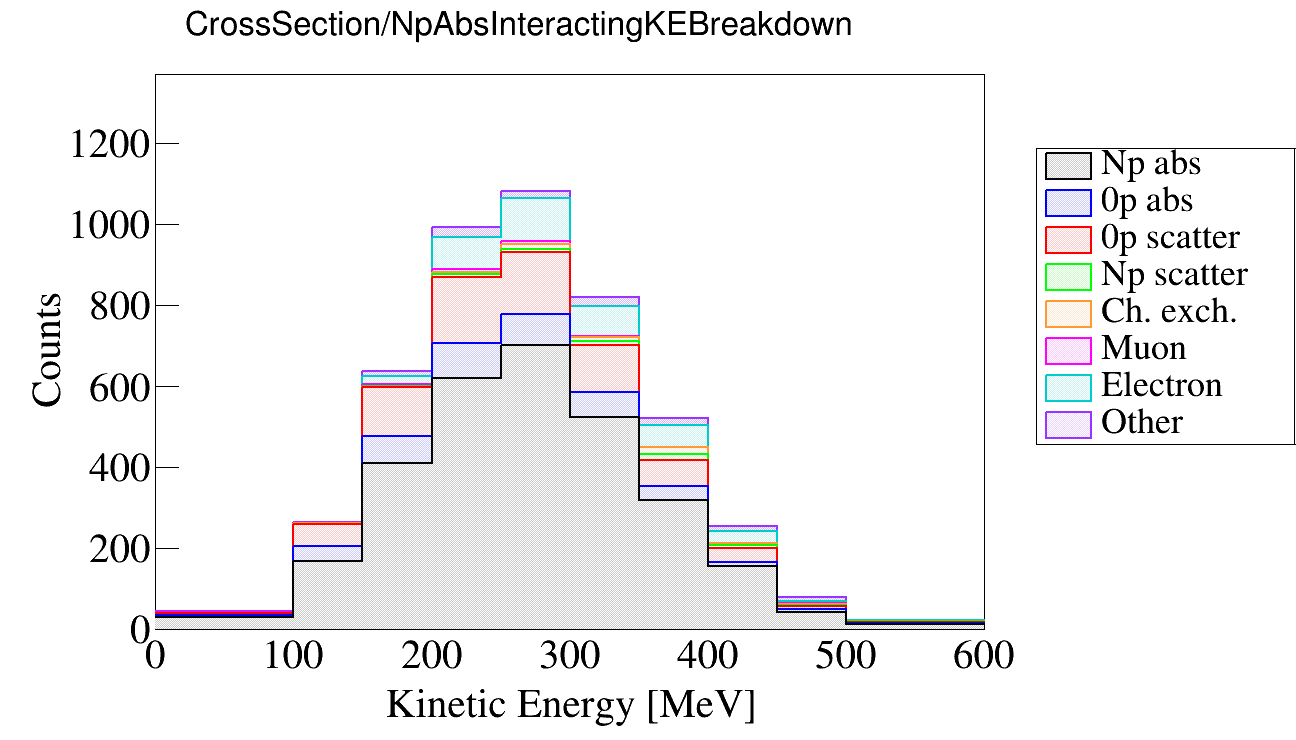 CrossSection/NpAbsInteractingKEBreakdown
1200
1000
800
600
400
200
0
Counts
0 100 200 300 400 500 600
Kinetic Energy [MeV]
Np abs
0p abs
0p scatter
Np scatter
Ch. exch.
Muon
Electron
Other